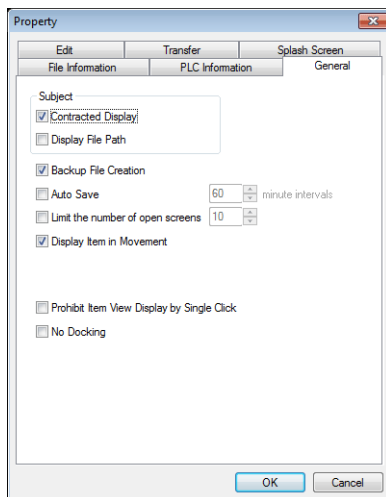 Property
Edit Transfer Splash Screen
File Information PLC Information General
Subject
Contracted Display
Display File Path
Backup File Creation
Auto Save 60 minute intervals
Limit the number of open screens 10
Display Item in Movement
Prohibit Item View Display by Single Click
No Docking
OK Cancel